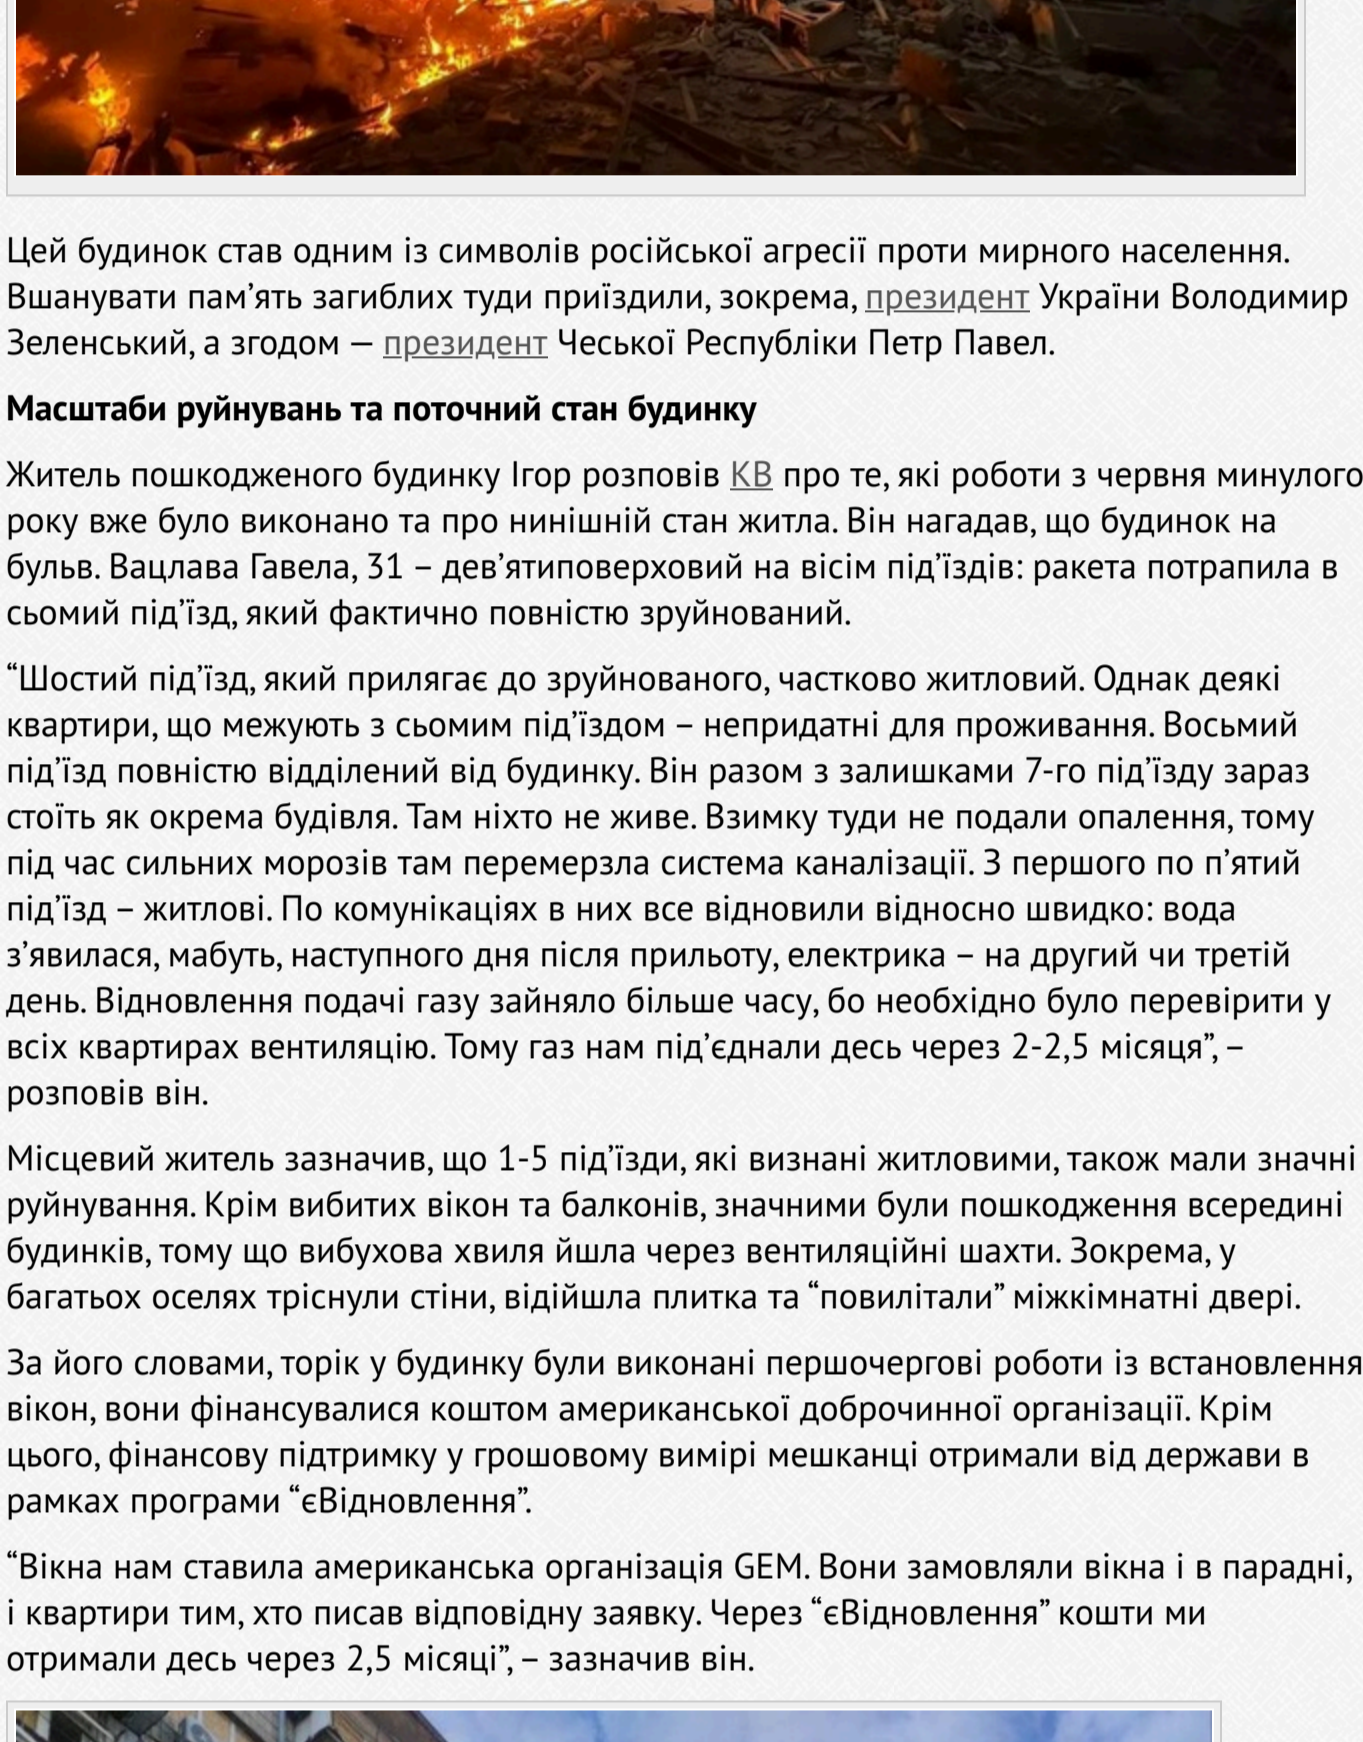 Цей будинок став одним із символів російської агресії проти мирного населення.
Вшанувати пам’ять загиблих туди приїздили, зокрема, президент України Володимир
Зеленський, а згодом — президент Чеської Республіки Петр Павел.
Масштаби руйнувань та поточний стан будинку
Житель пошкодженого будинку Ігор розповів КВ про те, які роботи з червня минулого
року вже було виконано та про нинішній стан житла. Він нагадав, що будинок на
бульв. Вацлава Гавела, 31 – дев’ятиповерховий на вісім під’їздів: ракета потрапила в
сьомий під’їзд, який фактично повністю зруйнований.
“Шостий під’їзд, який прилягає до зруйнованого, частково житловий. Однак деякі
квартири, що межують з сьомим під’їздом – непридатні для проживання. Восьмий
під’їзд повністю відділений від будинку. Він разом з залишками 7-го під’їзду зараз
стоїть як окрема будівля. Там ніхто не живе. Взимку туди не подали опалення, тому
під час сильних морозів там перемерзла система каналізації. З першого по п’ятий
під’їзд – житлові. По комунікаціях в них все відновили відносно швидко: вода
з’явилася, мабуть, наступного дня після прильоту, електрика – на другий чи третій
день. Відновлення подачі газу зайняло більше часу, бо необхідно було перевірити у
всіх квартирах вентиляцію. Тому газ нам під’єднали десь через 2-2,5 місяця”, –
розповів він.
Місцевий житель зазначив, що 1-5 під’їзди, які визнані житловими, також мали значні
руйнування. Крім вибитих вікон та балконів, значними були пошкодження всередині
будинків, тому що вибухова хвиля йшла через вентиляційні шахти. Зокрема, у
багатьох оселях тріснули стіни, відійшла плитка та “повилітали” міжкімнатні двері.
За його словами, торік у будинку були виконані першочергові роботи із встановлення
вікон, вони фінансувалися коштом американської доброчинної організації. Крім
цього, фінансову підтримку у грошовому вимірі мешканці отримали від держави в
рамках програми “єВідновлення”.
“Вікна нам ставила американська організація GEM. Вони замовляли вікна і в парадні,
і квартири тим, хто писав відповідну заявку. Через “єВідновлення” кошти ми
отримали десь через 2,5 місяці”, – зазначив він.